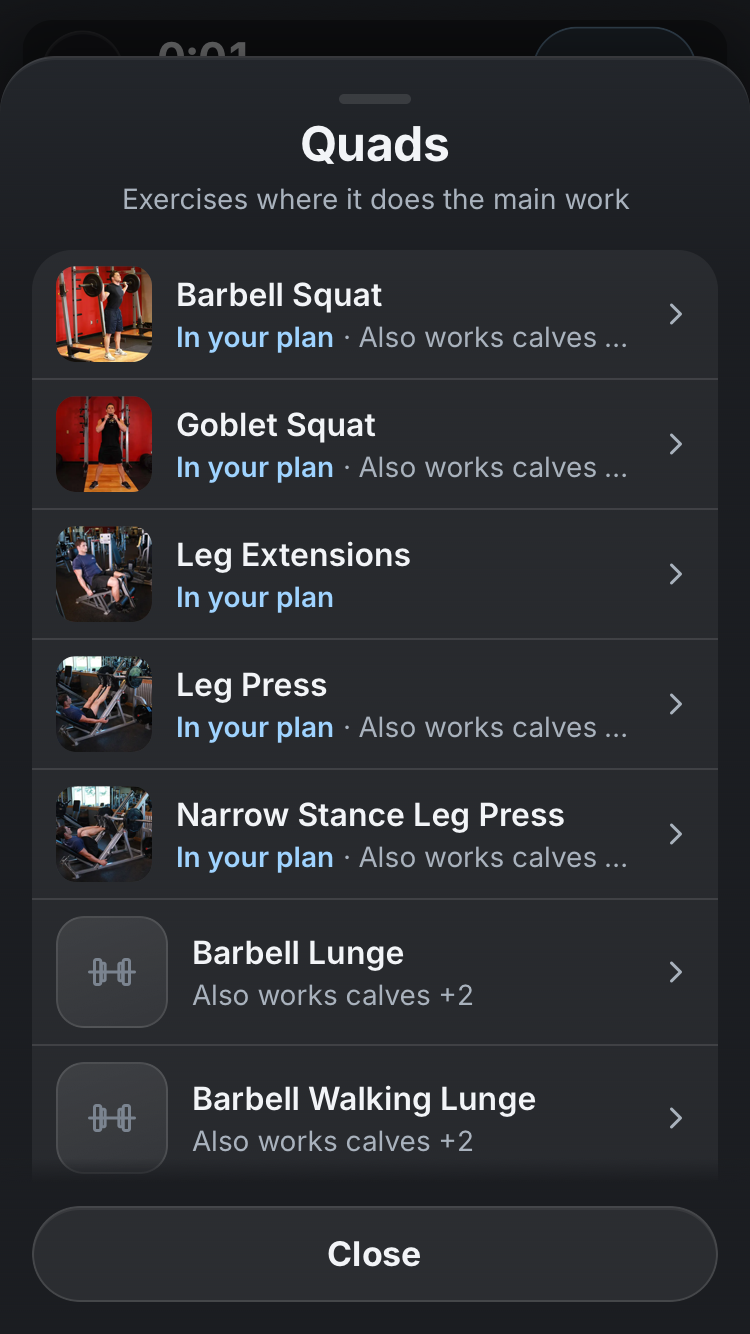 0:01
Quads
Exercises where it does the main work
Barbell Squat
In your plan · Also works calves ...
Goblet Squat
In your plan · Also works calves ...
Leg Extensions
In your plan
Leg Press
In your plan · Also works calves ...
Narrow Stance Leg Press
In your plan · Also works calves ...
Barbell Lunge
Also works calves +2
Barbell Walking Lunge
Also works calves +2
Close